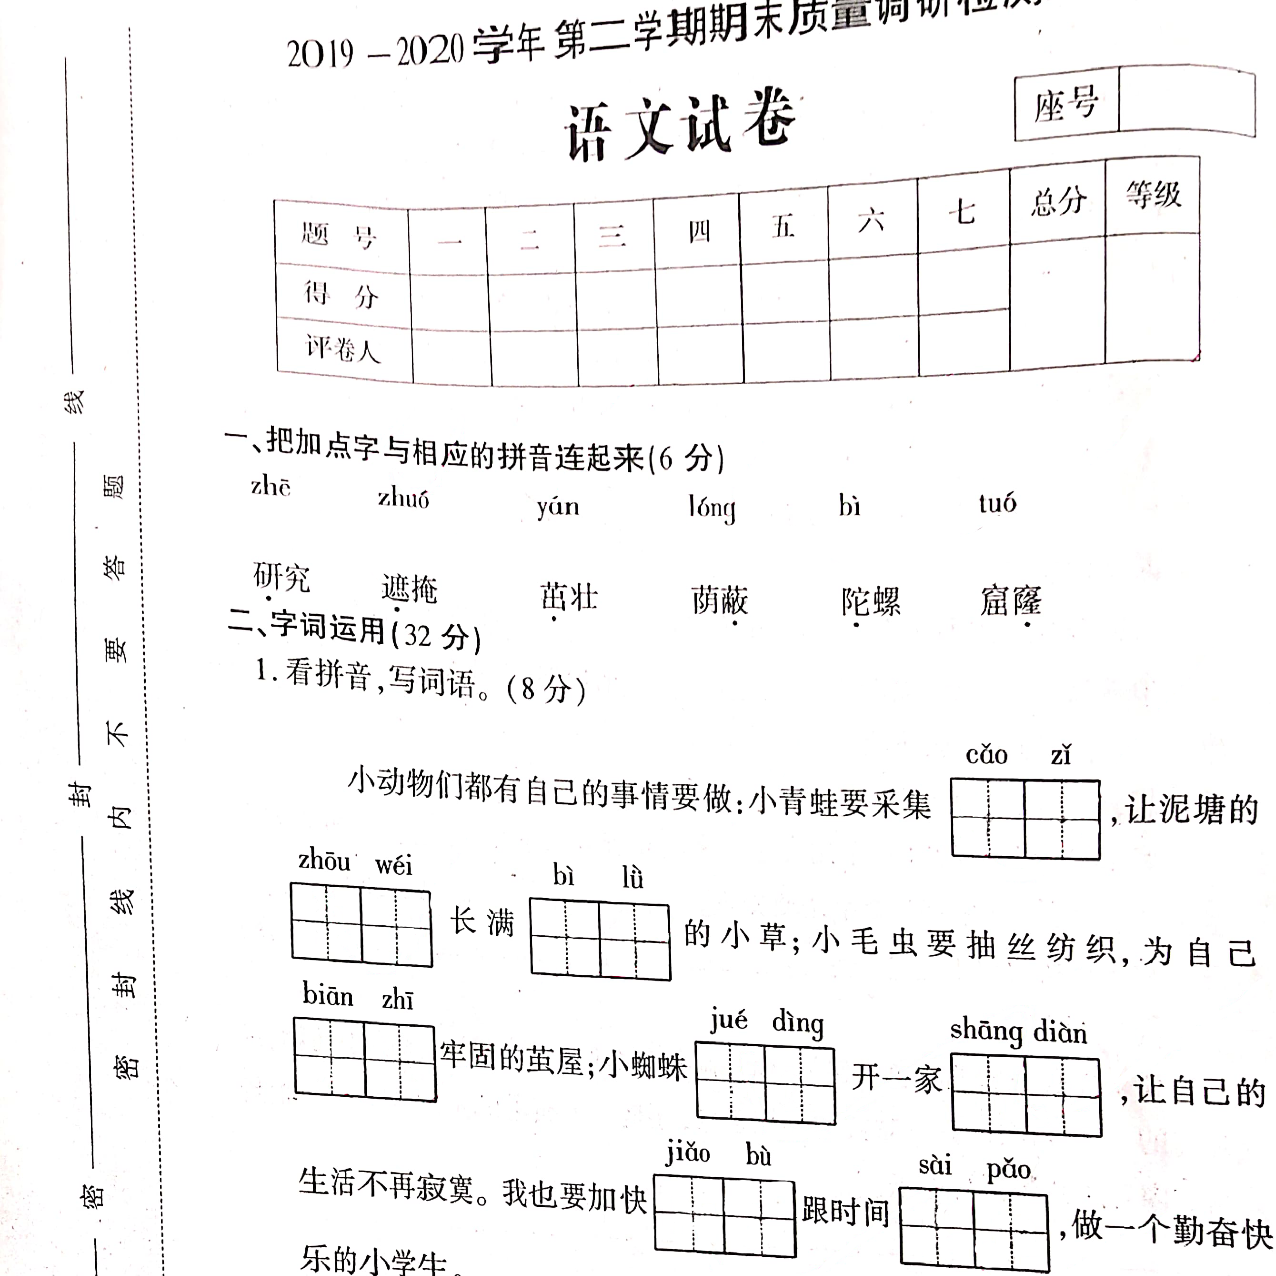 2019－2020学年第二学期期末质量调研检测
语文试卷
座号
题 号 一 二 三 四 五 六 七 总分 等级
得 分
评卷人
一、把加点字与相应的拼音连起来(6 分)
zhē zhuó yán lóng bì tuó
研究 遮掩 茁壮 荫蔽 陀螺 窟窿
二、字词运用(32 分)
1. 看拼音,写词语。(8 分)
cǎo zǐ
小动物们都有自己的事情要做:小青蛙要采集 ,让泥塘的
zhōu wéi bì lǜ
长满 的小草;小毛虫要抽丝纺织,为自己
biān zhī jué dìng shāng diàn
牢固的茧屋;小蜘蛛 开一家 ,让自己的
jiǎo bù sài pǎo
生活不再寂寞。我也要加快 跟时间 ,做一个勤奋快
乐的小学生。
密 封 线
密 封 线 内 不 要 答 题